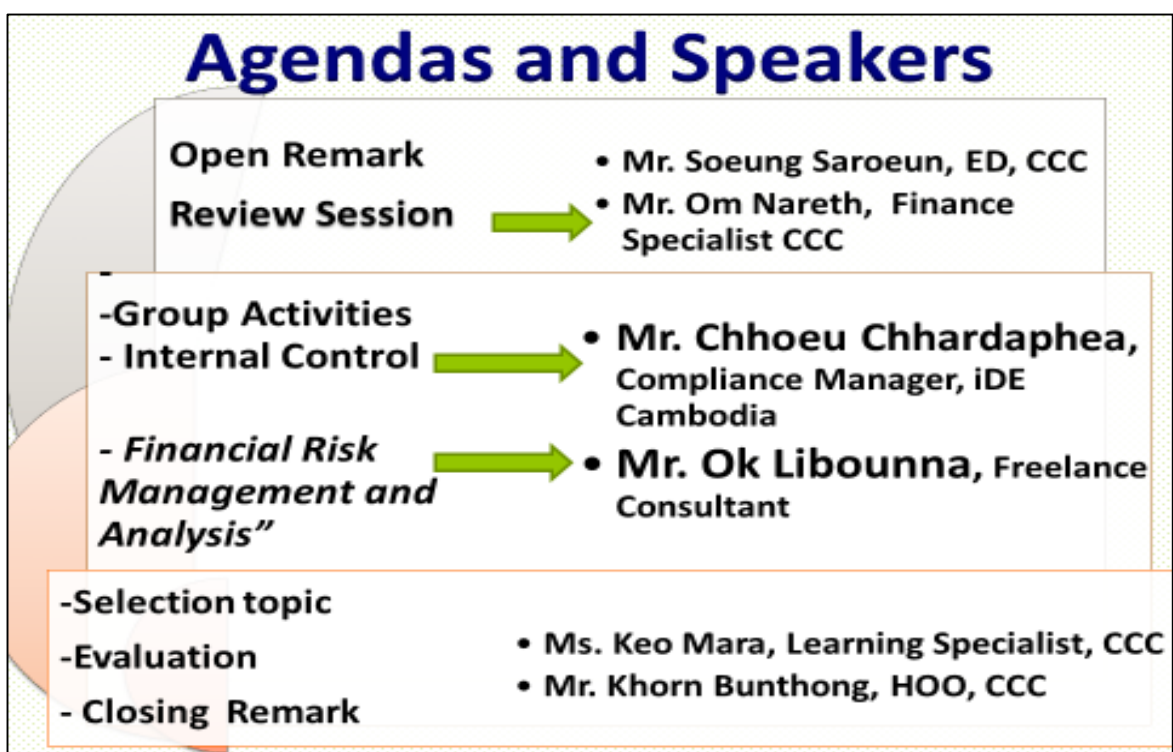 Agendas and Speakers
Open Remark
Review Session
• Mr. Soeung Saroeun, ED, CCC
• Mr. Om Nareth, Finance
Specialist CCC
-
-Group Activities
- Internal Control
• Mr. Chhoeu Chhardaphea,
Compliance Manager, iDE
Cambodia
- Financial Risk
Management and
Analysis”
• Mr. Ok Libounna, Freelance
Consultant
-Selection topic
-Evaluation
- Closing Remark
• Ms. Keo Mara, Learning Specialist, CCC
• Mr. Khorn Bunthong, HOO, CCC